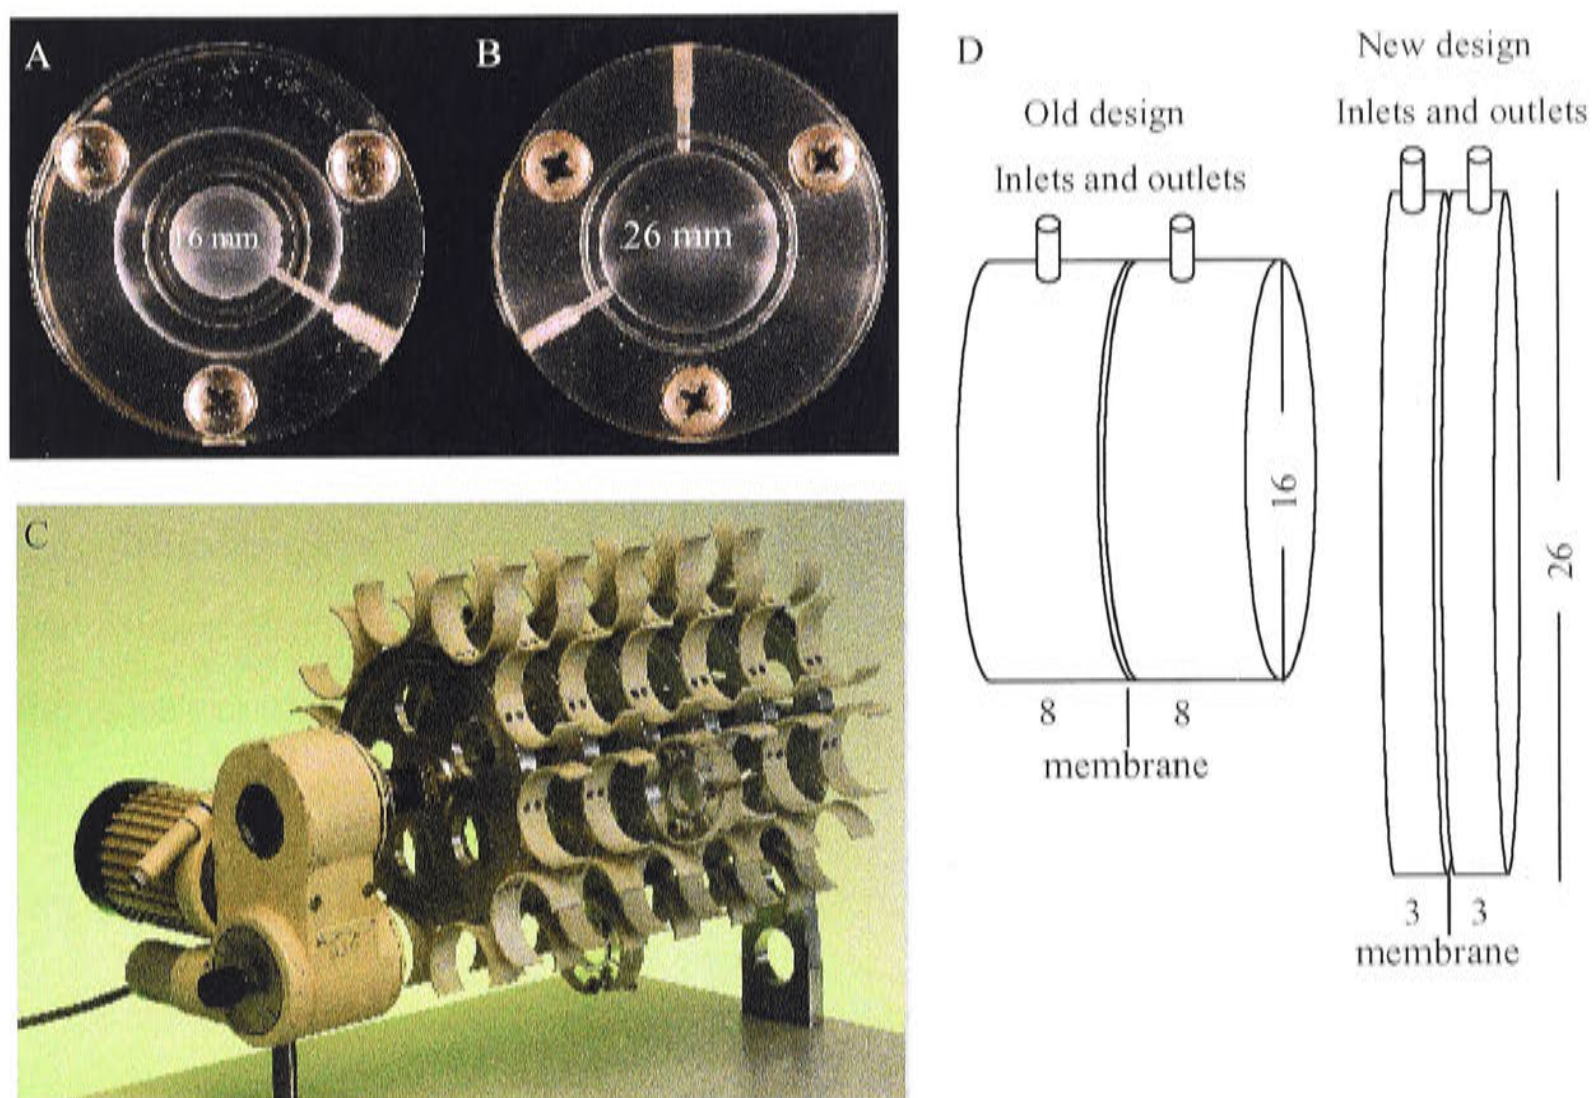 A
B
16 mm
26 mm
C
D
Old design
Inlets and outlets
16
8
8
membrane
New design
Inlets and outlets
26
3
3
membrane